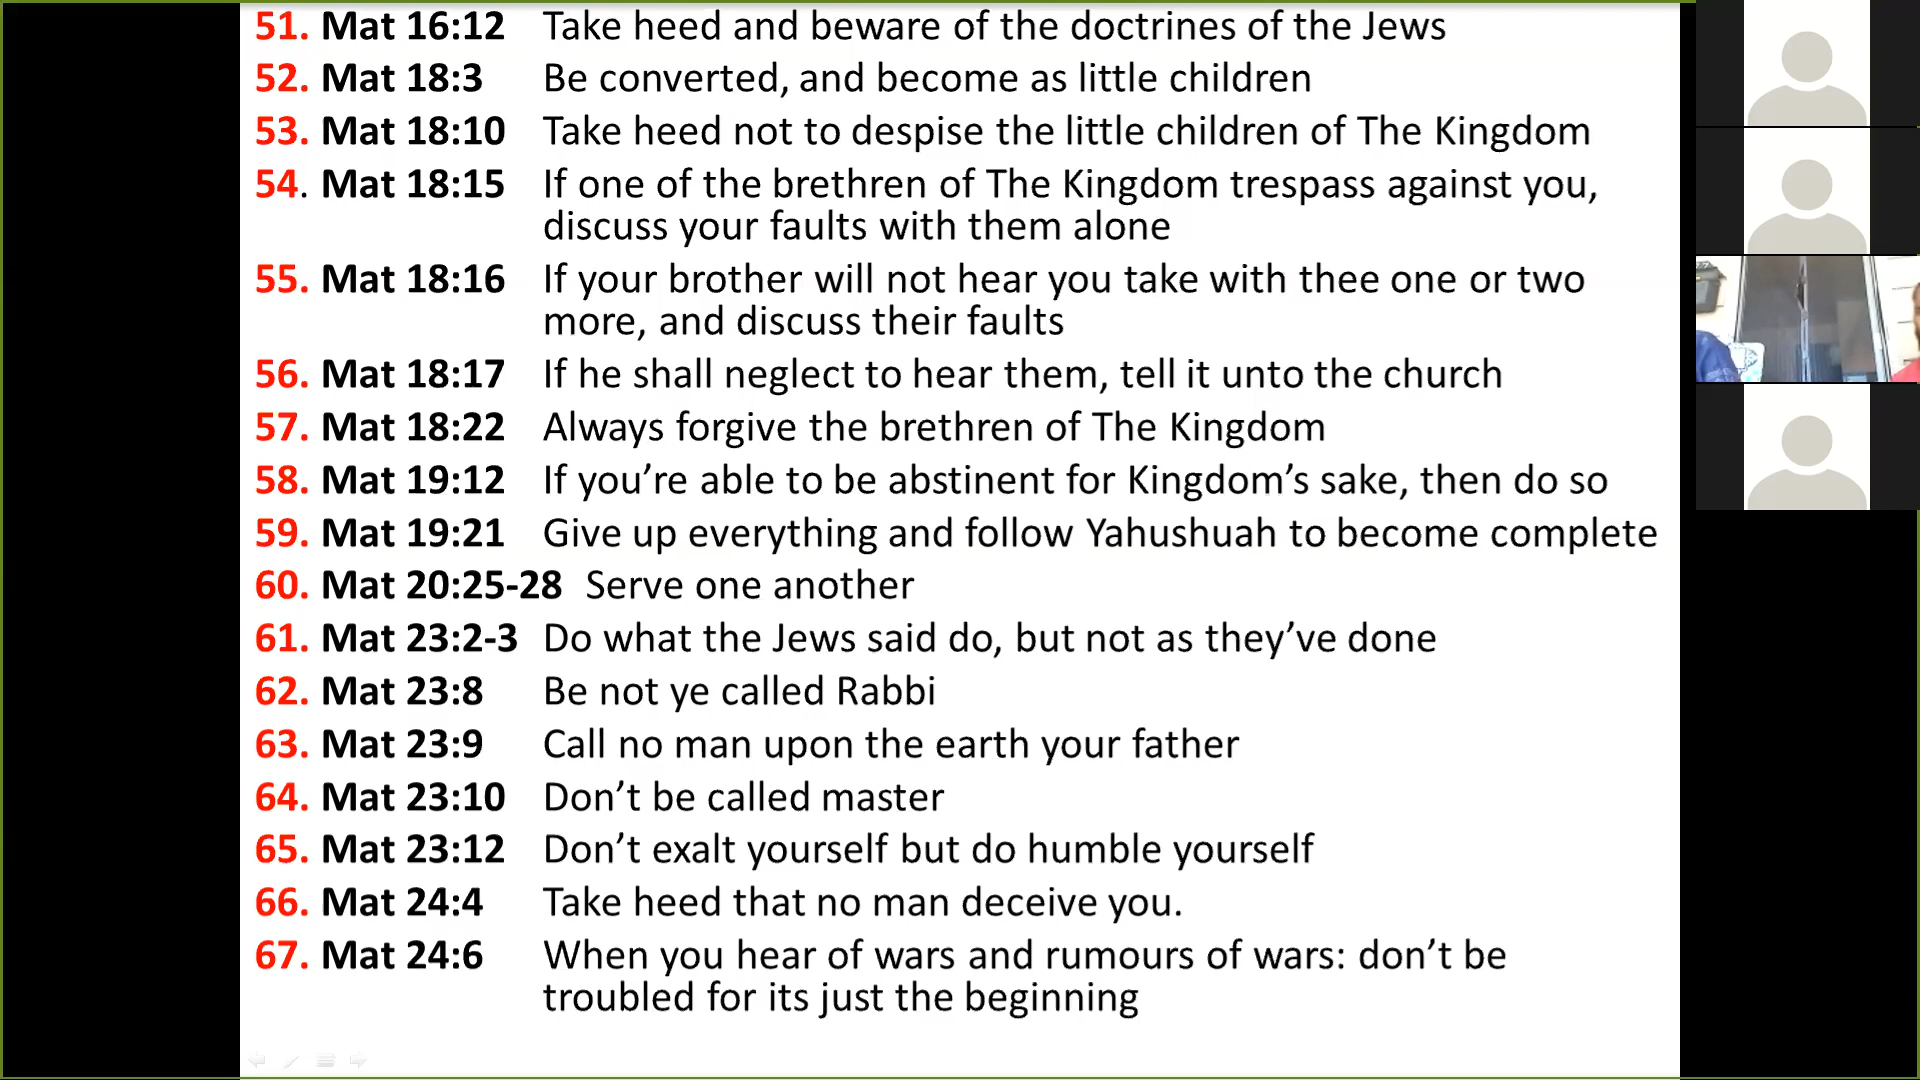 51. Mat 16:12 Take heed and beware of the doctrines of the Jews
52. Mat 18:3 Be converted, and become as little children
53. Mat 18:10 Take heed not to despise the little children of The Kingdom
54. Mat 18:15 If one of the brethren of The Kingdom trespass against you,
discuss your faults with them alone
55. Mat 18:16 If your brother will not hear you take with thee one or two
more, and discuss their faults
56. Mat 18:17 If he shall neglect to hear them, tell it unto the church
57. Mat 18:22 Always forgive the brethren of The Kingdom
58. Mat 19:12 If you’re able to be abstinent for Kingdom’s sake, then do so
59. Mat 19:21 Give up everything and follow Yahushuah to become complete
60. Mat 20:25-28 Serve one another
61. Mat 23:2-3 Do what the Jews said do, but not as they’ve done
62. Mat 23:8 Be not ye called Rabbi
63. Mat 23:9 Call no man upon the earth your father
64. Mat 23:10 Don’t be called master
65. Mat 23:12 Don’t exalt yourself but do humble yourself
66. Mat 24:4 Take heed that no man deceive you.
67. Mat 24:6 When you hear of wars and rumours of wars: don’t be
troubled for its just the beginning